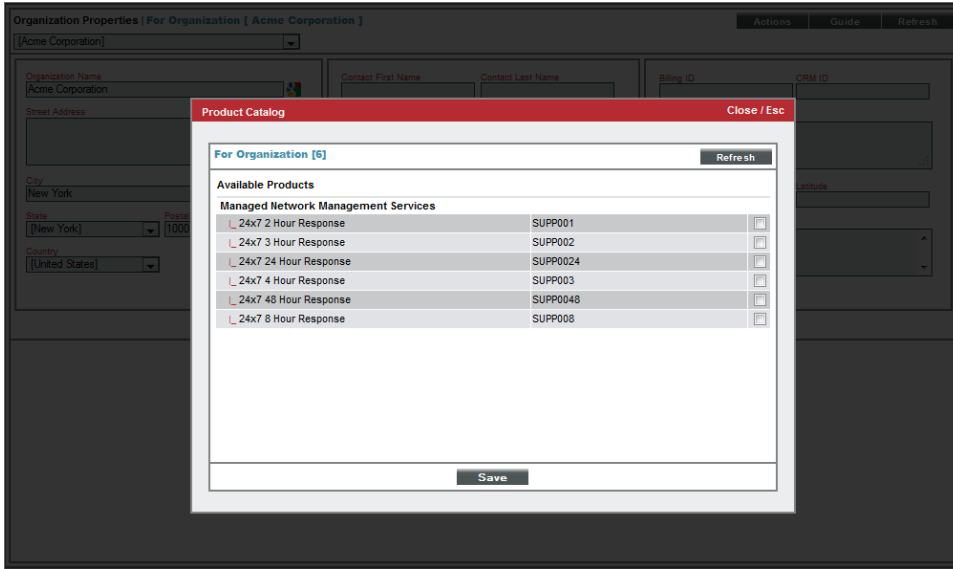 Organization Properties | For Organization [ Acme Corporation ]
Actions Guide Refresh
[Acme Corporation]
Organization Name
Acme Corporation
Contact First Name Contact Last Name
Billing ID CRM ID
Street Address
Product Catalog
Close / Esc
For Organization [6]
Refresh
Available Products
Managed Network Management Services
24x7 2 Hour Response SUPP001
24x7 3 Hour Response SUPP002
24x7 24 Hour Response SUPP0024
24x7 4 Hour Response SUPP003
24x7 48 Hour Response SUPP0048
24x7 8 Hour Response SUPP008
Save
City
New York
State
[New York]
Postal
1000
Country
[United States]
Latitude